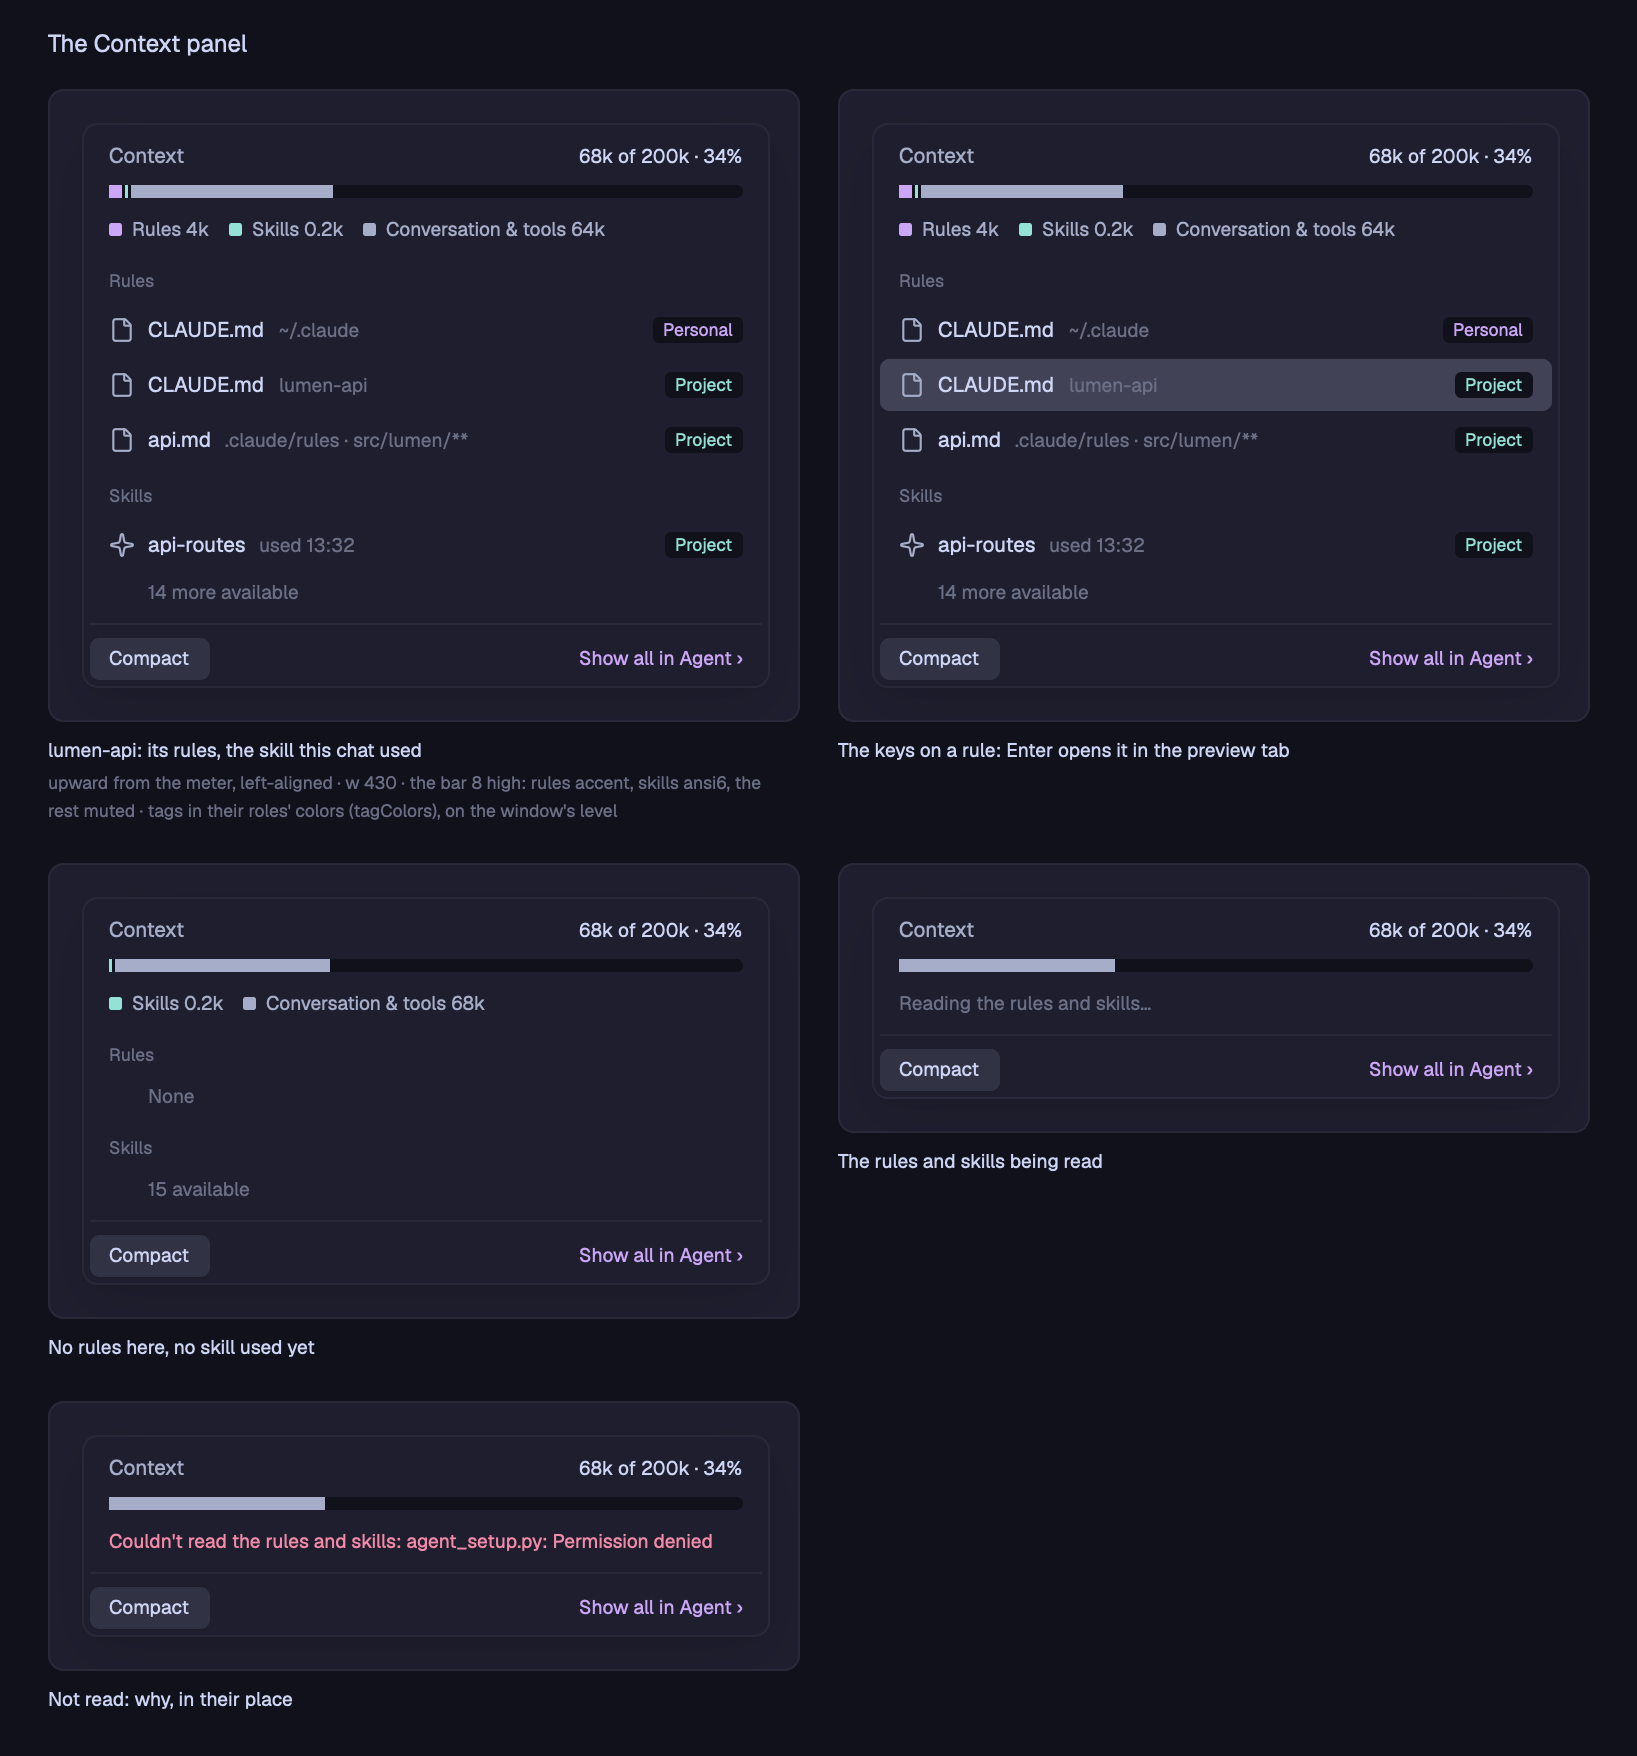 The Context panel
Context
68k of 200k · 34%
Rules 4k
Skills 0.2k
Conversation & tools 64k
Rules
CLAUDE.md ~/.claude
Personal
CLAUDE.md lumen-api
Project
api.md .claude/rules · src/lumen/**
Project
Skills
api-routes used 13:32
Project
14 more available
Compact
Show all in Agent ›
lumen-api: its rules, the skill this chat used
upward from the meter, left-aligned · w 430 · the bar 8 high: rules accent, skills ansi6, the
rest muted · tags in their roles' colors (tagColors), on the window's level
Context
68k of 200k · 34%
Rules 4k
Skills 0.2k
Conversation & tools 64k
Rules
CLAUDE.md ~/.claude
Personal
CLAUDE.md lumen-api
Project
api.md .claude/rules · src/lumen/**
Project
Skills
api-routes used 13:32
Project
14 more available
Compact
Show all in Agent ›
The keys on a rule: Enter opens it in the preview tab
Context
68k of 200k · 34%
Skills 0.2k
Conversation & tools 68k
Rules
None
Skills
15 available
Compact
Show all in Agent ›
No rules here, no skill used yet
Context
68k of 200k · 34%
Reading the rules and skills…
Compact
Show all in Agent ›
The rules and skills being read
Context
68k of 200k · 34%
Couldn't read the rules and skills: agent_setup.py: Permission denied
Compact
Show all in Agent ›
Not read: why, in their place